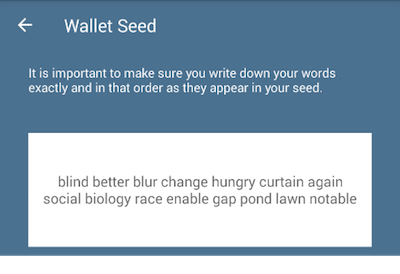 Wallet Seed
It is important to make sure you write down your words
exactly and in that order as they appear in your seed.
blind better blur change hungry curtain again
social biology race enable gap pond lawn notable